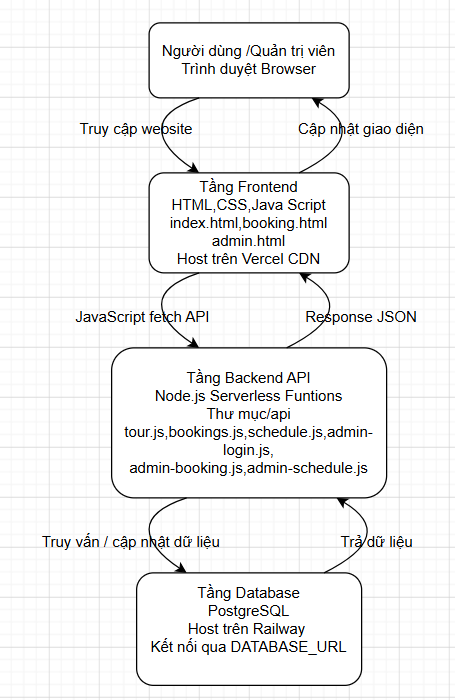 Người dùng /Quản trị viên
Trình duyệt Browser
Truy cập website
Cập nhật giao diện
Tầng Frontend
HTML,CSS,Java Script
index.html,booking.html
admin.html
Host trên Vercel CDN
JavaScript fetch API
Response JSON
Tầng Backend API
Node.js Serverless Funtions
Thư mục/api
tour.js,bookings.js,schedule.js,admin-
login.js,
admin-booking.js,admin-schedule.js
Truy vấn / cập nhật dữ liệu
Trả dữ liệu
Tầng Database
PostgreSQL
Host trên Railway
Kết nối qua DATABASE_URL